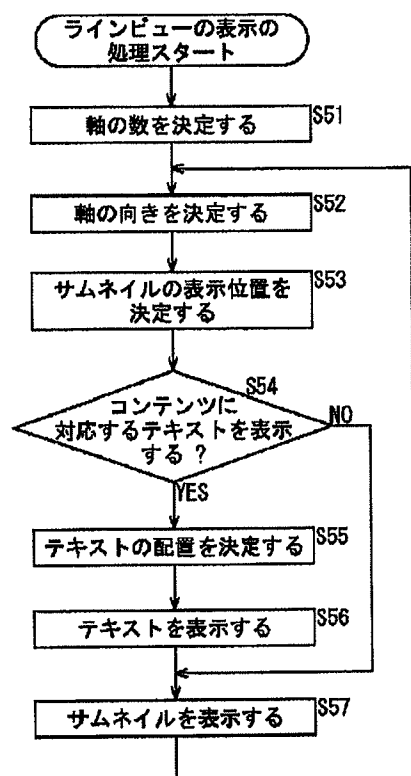 ラインビューの表示の
処理スタート
S51
軸の数を決定する
S52
軸の向きを決定する
S53
サムネイルの表示位置を
決定する
S54
コンテンツに
対応するテキストを表示
する ?
NO
YES
S55
テキストの配置を決定する
S56
テキストを表示する
S57
サムネイルを表示する